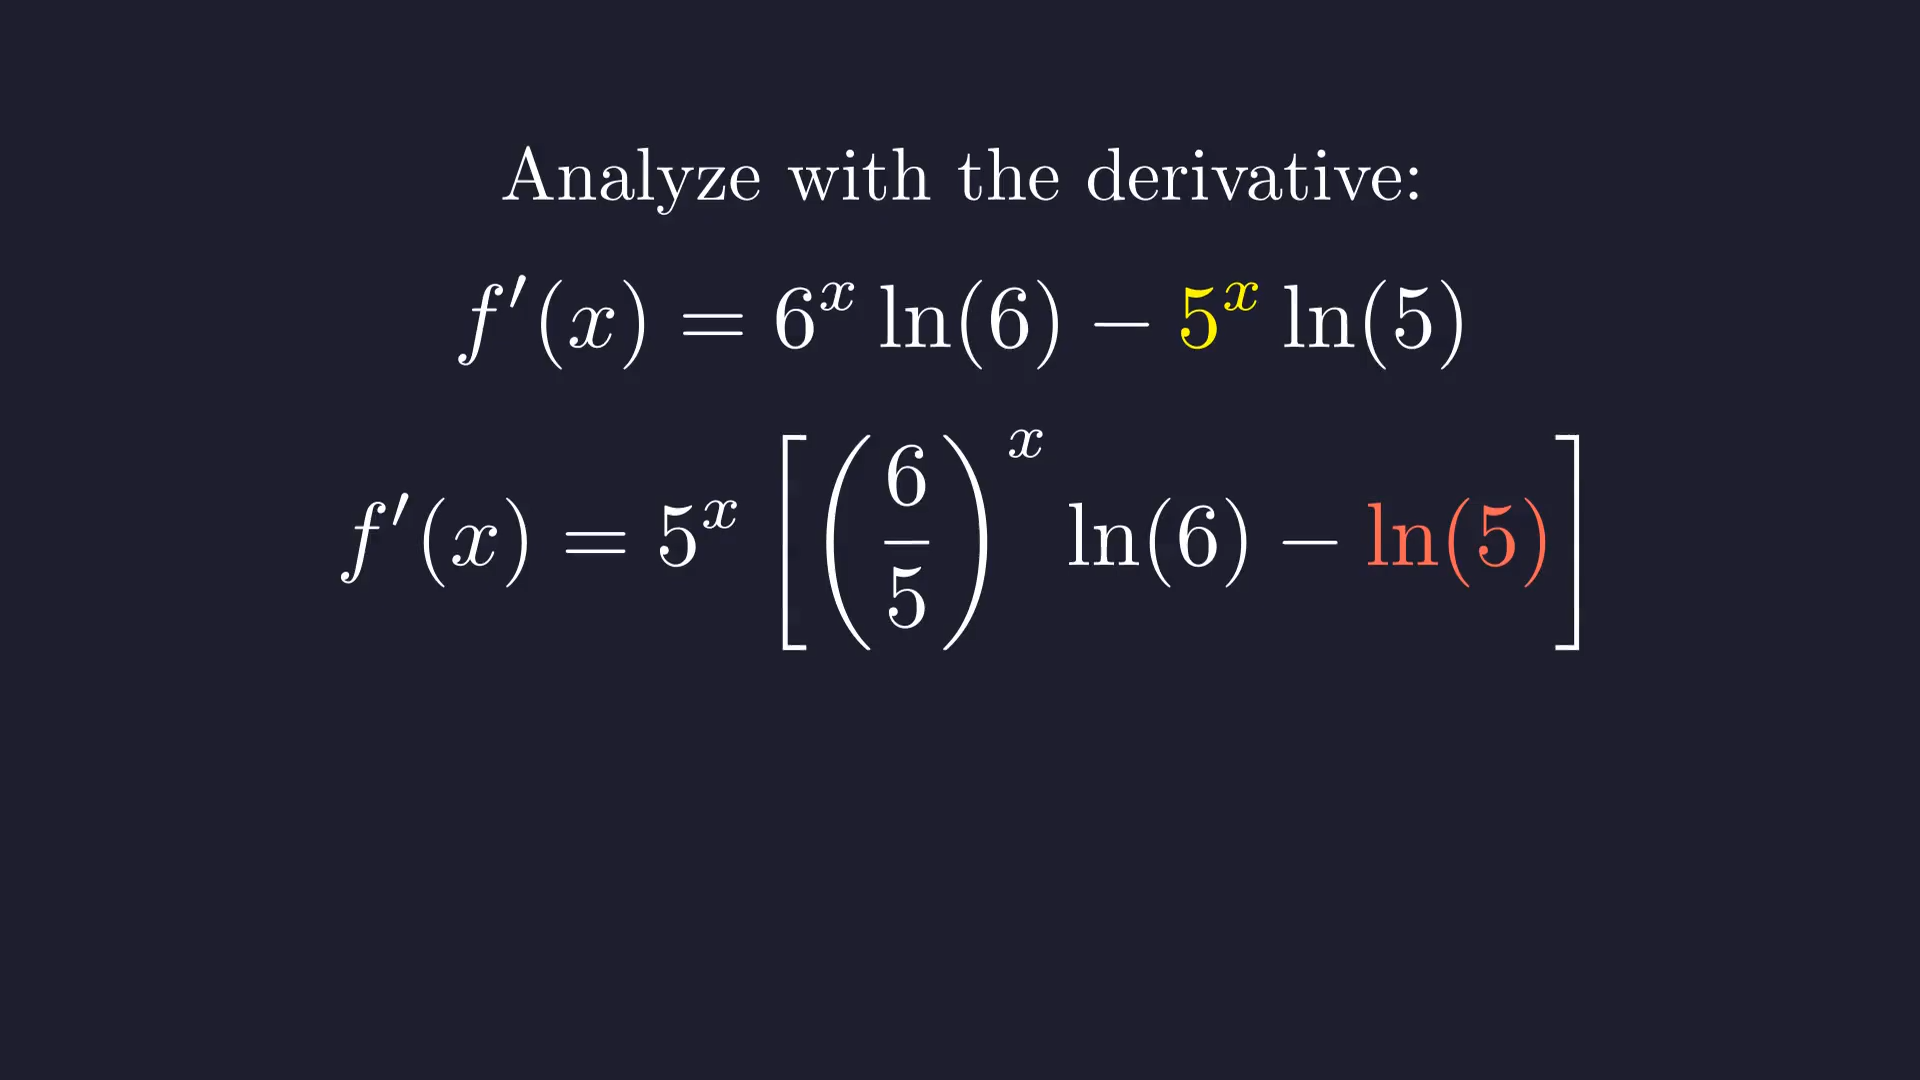 Analyze with the derivative:
f′(x) = 6^x ln(6) − 5^x ln(5)
f′(x) = 5^x [(6/5)^x ln(6) − ln(5)]